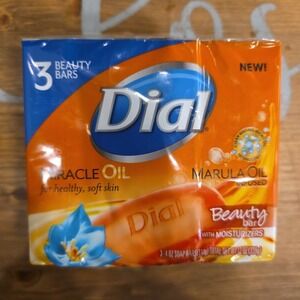 3 BEAUTY
BARS
NEW!
Dial
MIRACLE OIL
for healthy, soft skin
MARULA OIL
INFUSED
Dial
Beauty
bar
WITH MOISTURIZERS